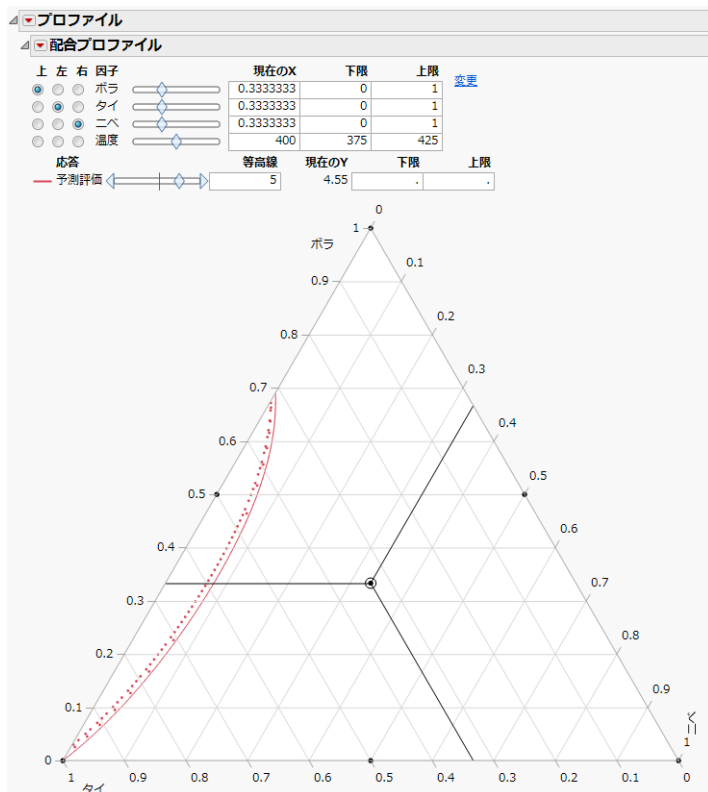 プロファイル
配合プロファイル
上 左 右 因子 現在のX 下限 上限
ボラ 0.3333333 0 1 変更
タイ 0.3333333 0 1
ニベ 0.3333333 0 1
温度 400 375 425
応答 等高線 現在のY 下限 上限
予測評価 5 4.55 . .
0
1
ボラ
0.1
0.9
0.2
0.8
0.3
0.7
0.4
0.6
0.5
0.5
0.6
0.4
0.7
0.3
0.8
0.2
0.9
0.1
ニベ
1
0
1 0.9 0.8 0.7 0.6 0.5 0.4 0.3 0.2 0.1 0
タイ